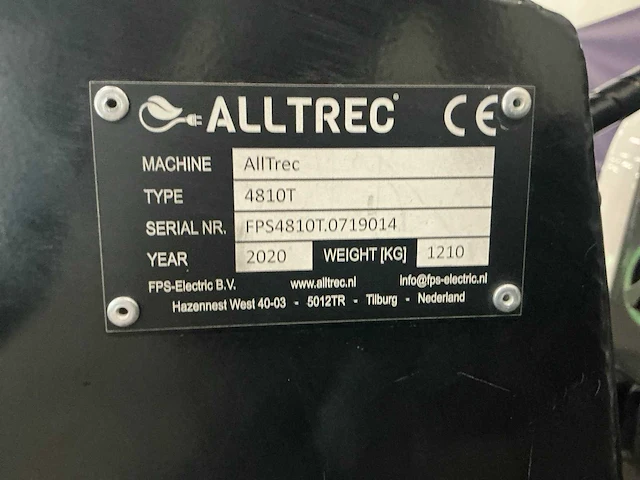 ALLTREC® CE
MACHINE AllTrec
TYPE 4810T
SERIAL NR. FPS4810T.0719014
YEAR 2020 WEIGHT [KG] 1210
FPS-Electric B.V. www.alltrec.nl info@fps-electric.nl
Hazennest West 40-03 - 5012TR - Tilburg - Nederland